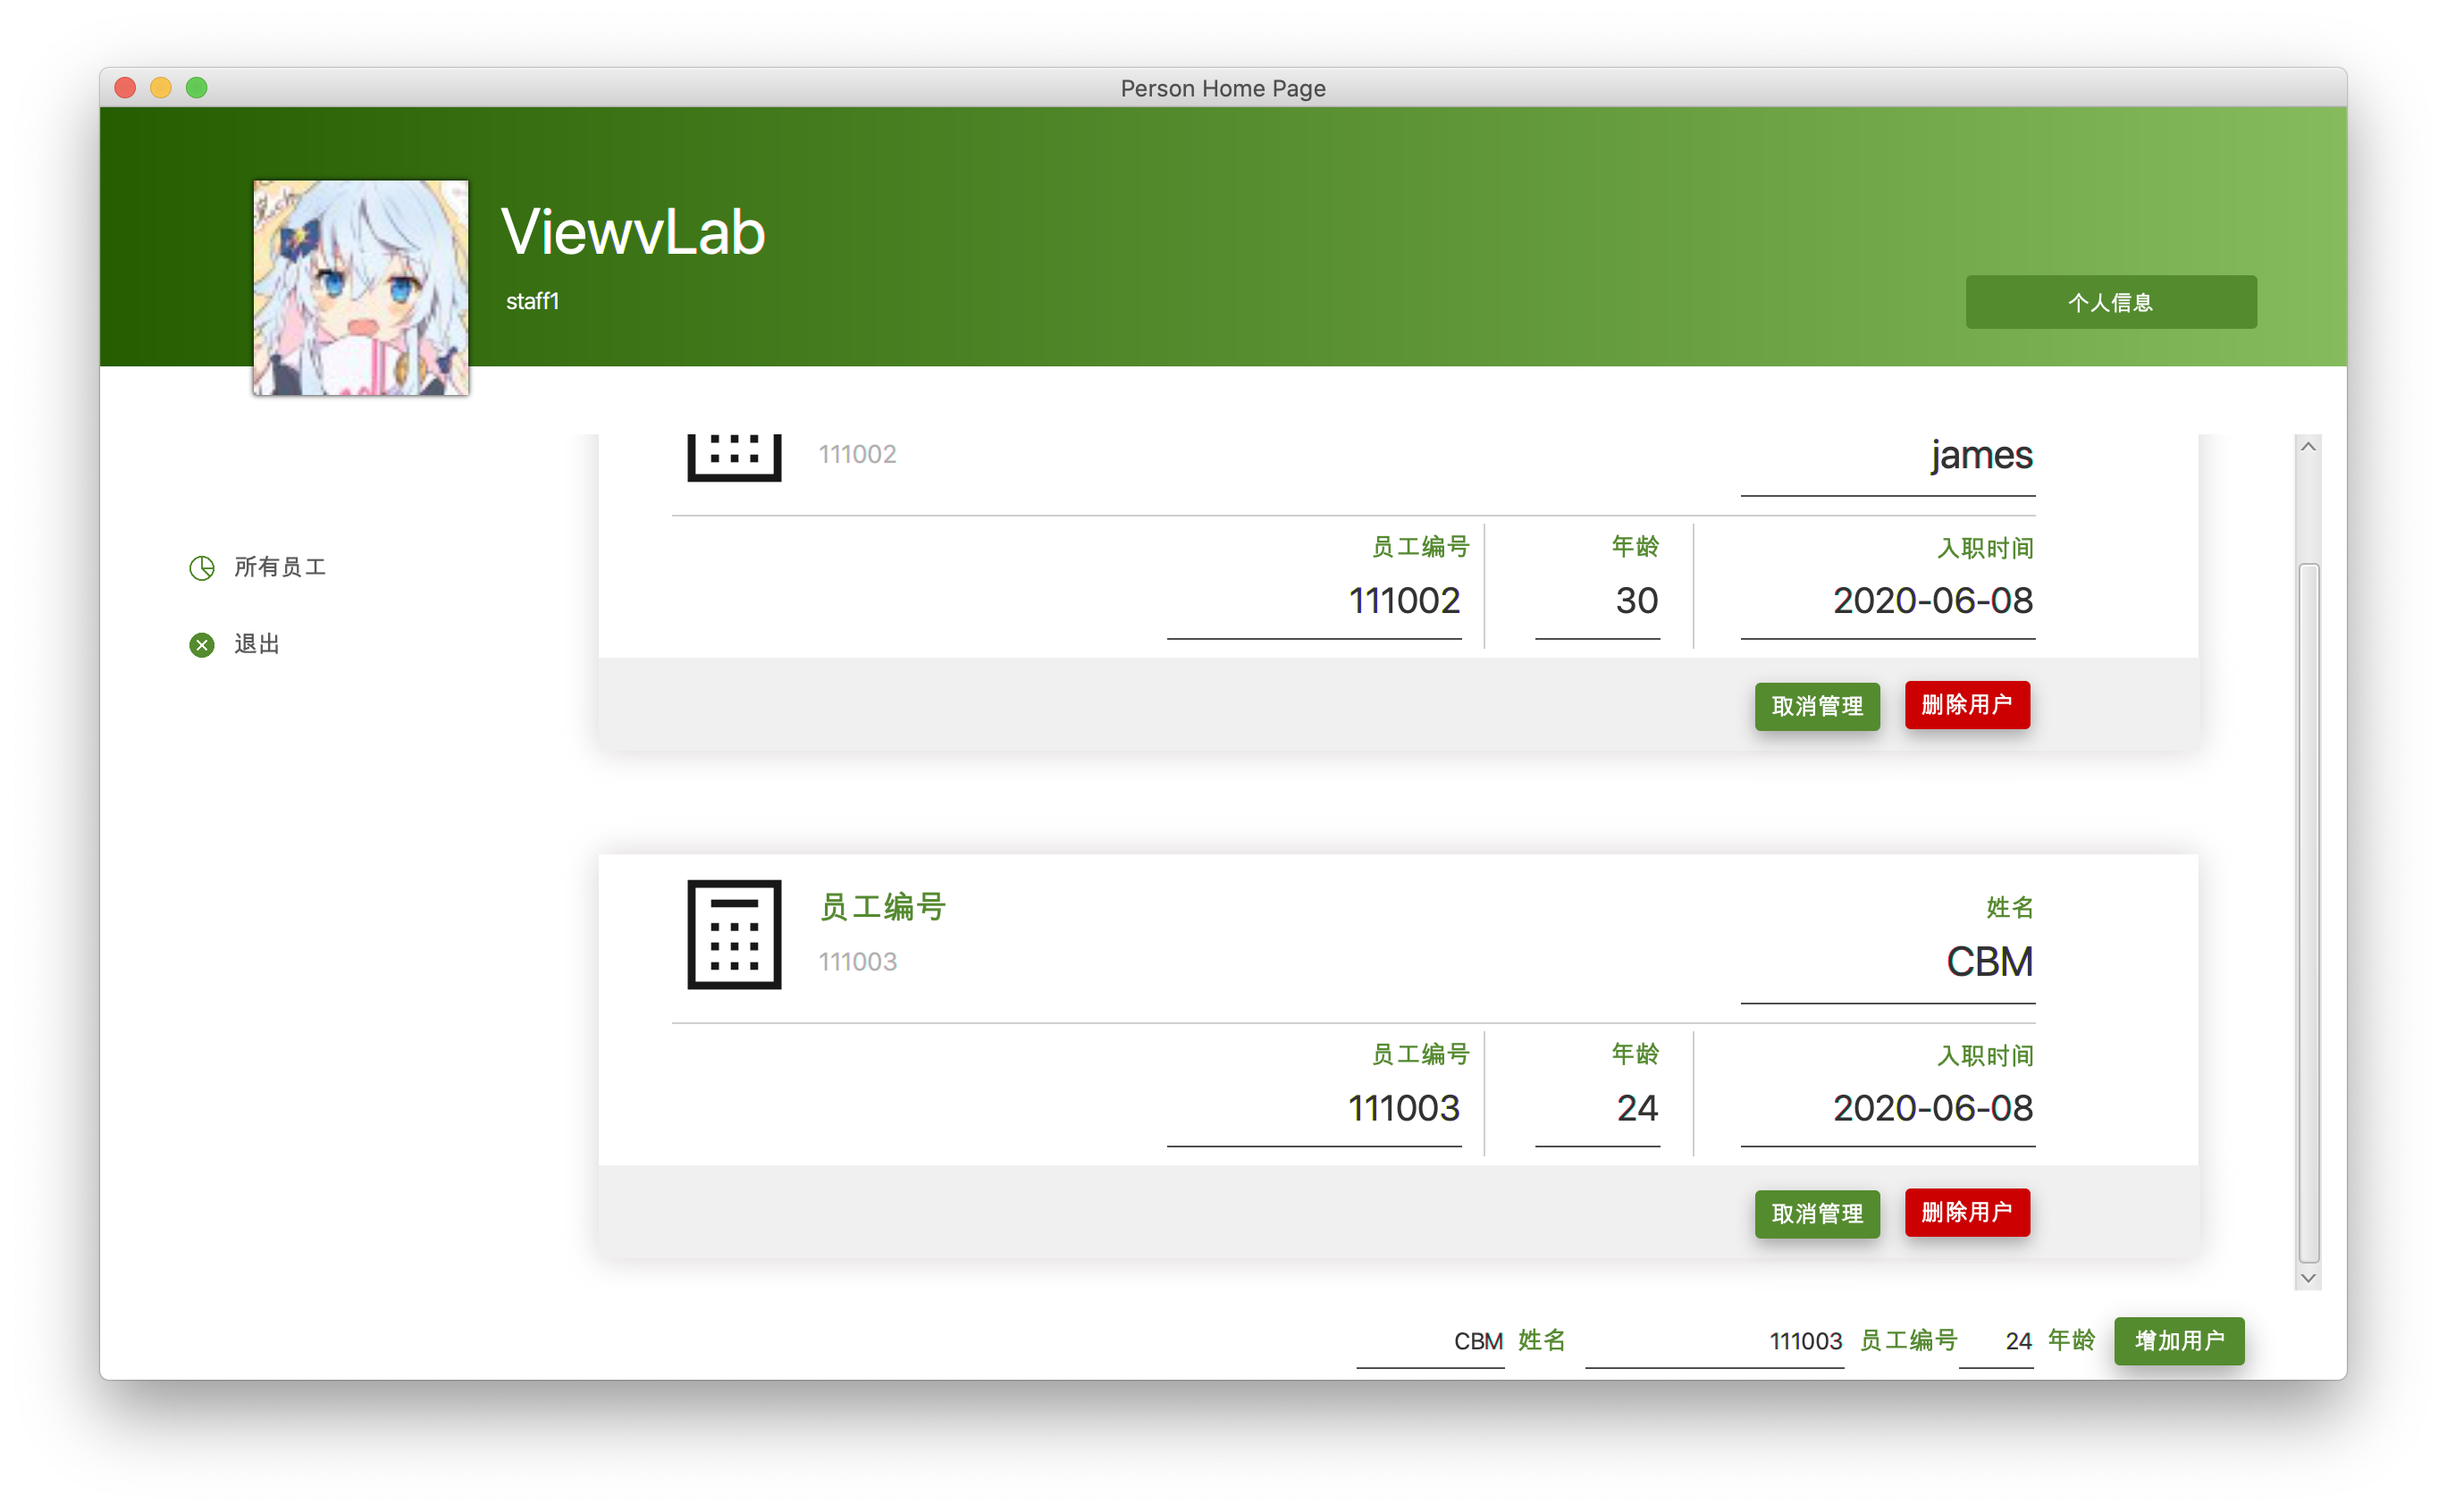 Person Home Page
ViewvLab
staff1
个人信息
所有员工
退出
111002
james
员工编号 年龄 入职时间
111002 30 2020-06-08
取消管理 删除用户
员工编号 姓名
111003 CBM
员工编号 年龄 入职时间
111003 24 2020-06-08
取消管理 删除用户
CBM 姓名 111003 员工编号 24 年龄 增加用户